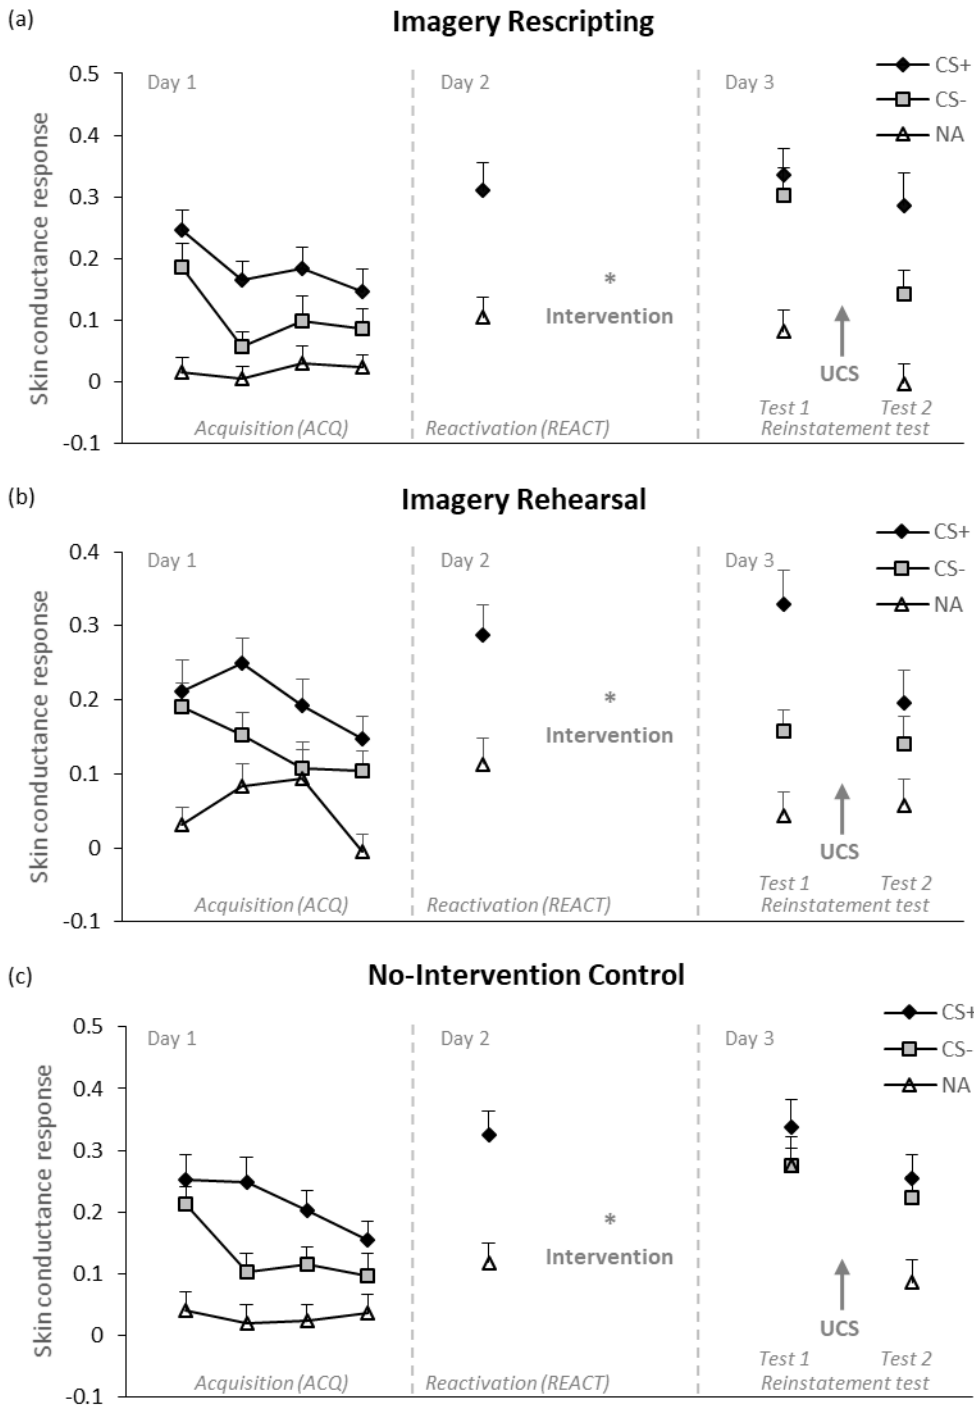 (a)
Imagery Rescripting
Skin conductance response
0.5
0.4
0.3
0.2
0.1
0
-0.1
Day 1
Day 2
Day 3
CS+
CS-
NA
*
Intervention
UCS
Test 1
Test 2
Acquisition (ACQ)
Reactivation (REACT)
Reinstatement test
(b)
Imagery Rehearsal
Skin conductance response
0.4
0.3
0.2
0.1
0
-0.1
Day 1
Day 2
Day 3
CS+
CS-
NA
*
Intervention
UCS
Test 1
Test 2
Acquisition (ACQ)
Reactivation (REACT)
Reinstatement test
(c)
No-Intervention Control
Skin conductance response
0.5
0.4
0.3
0.2
0.1
0
-0.1
Day 1
Day 2
Day 3
CS+
CS-
NA
*
Intervention
UCS
Test 1
Test 2
Acquisition (ACQ)
Reactivation (REACT)
Reinstatement test